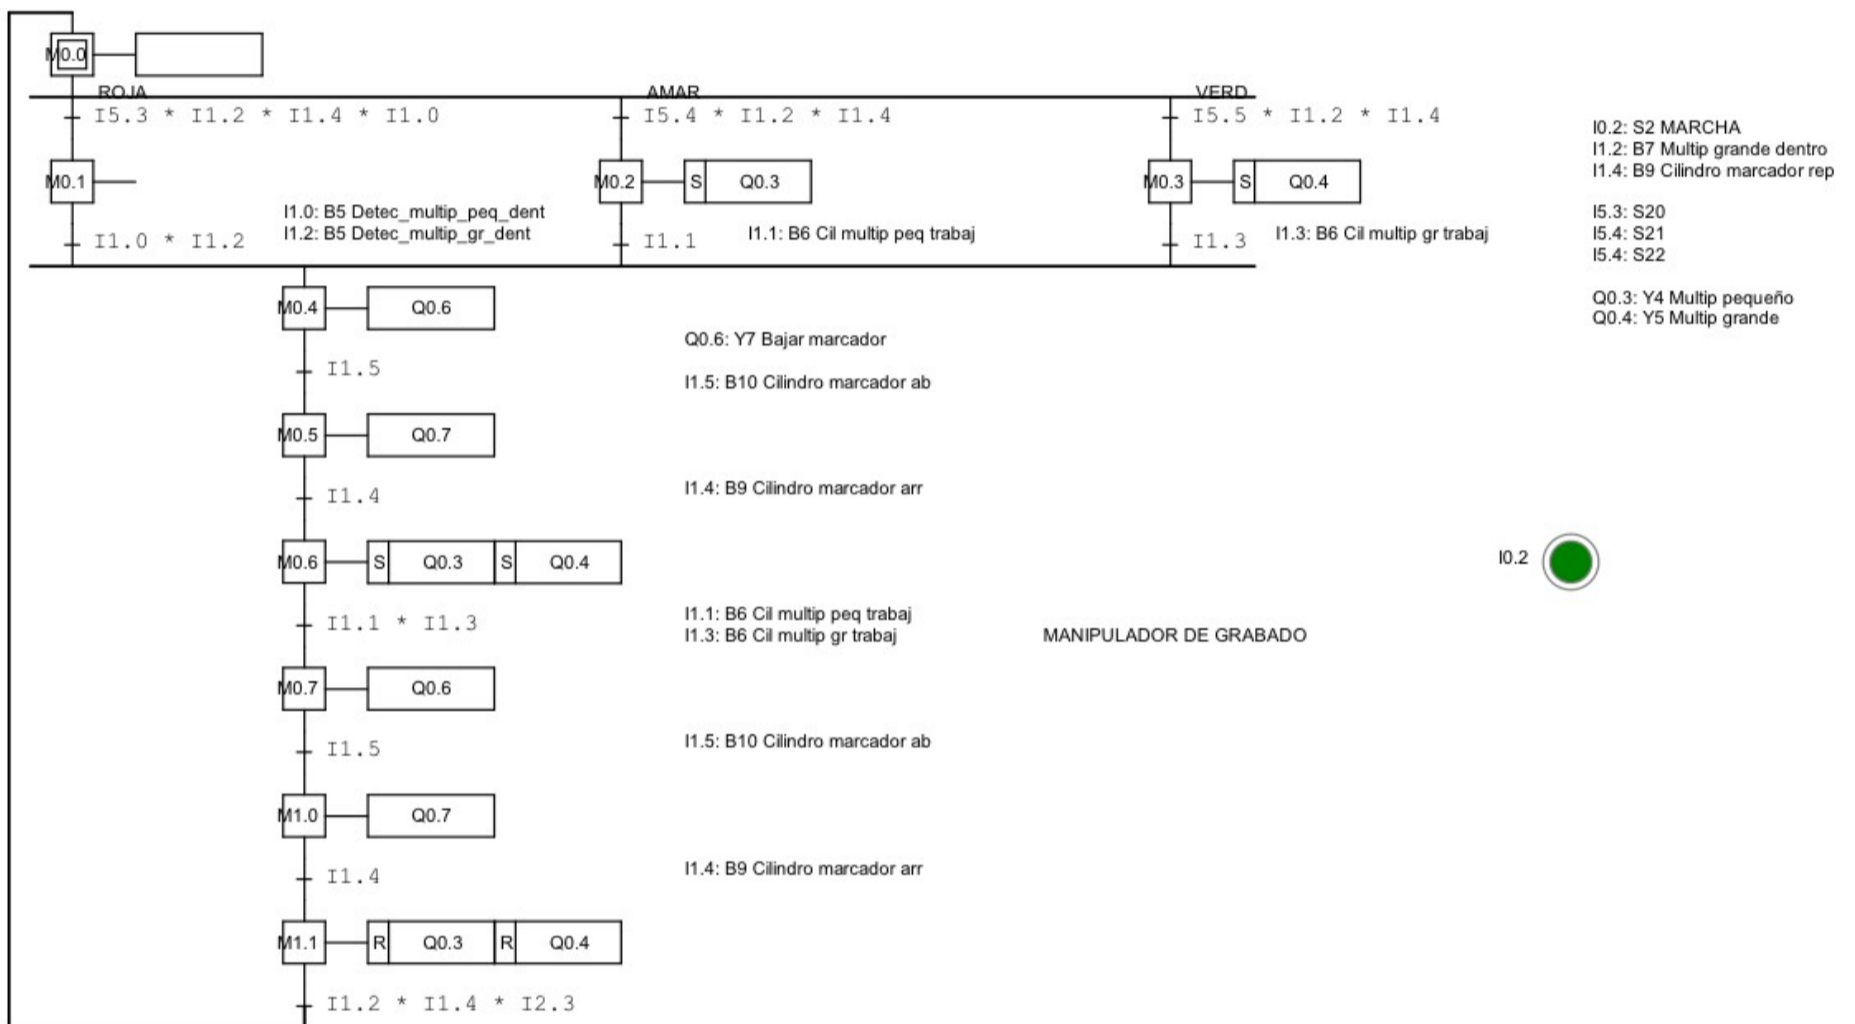 M0.0
ROJA
AMAR
VERD
I5.3 * I1.2 * I1.4 * I1.0
I5.4 * I1.2 * I1.4
I5.5 * I1.2 * I1.4
I0.2: S2 MARCHA
I1.2: B7 Multip grande dentro
I1.4: B9 Cilindro marcador rep
M0.1
M0.2
S
Q0.3
M0.3
S
Q0.4
I1.0: B5 Detec_multip_peq_dent
I1.2: B5 Detec_multip_gr_dent
I1.0 * I1.2
I1.1
I1.1: B6 Cil multip peq trabaj
I1.3
I1.3: B6 Cil multip gr trabaj
I5.3: S20
I5.4: S21
I5.4: S22
Q0.3: Y4 Multip pequeño
Q0.4: Y5 Multip grande
M0.4
Q0.6
Q0.6: Y7 Bajar marcador
I1.5
I1.5: B10 Cilindro marcador ab
M0.5
Q0.7
I1.4
I1.4: B9 Cilindro marcador arr
M0.6
S
Q0.3
S
Q0.4
I0.2
I1.1 * I1.3
I1.1: B6 Cil multip peq trabaj
I1.3: B6 Cil multip gr trabaj
MANIPULADOR DE GRABADO
M0.7
Q0.6
I1.5
I1.5: B10 Cilindro marcador ab
M1.0
Q0.7
I1.4
I1.4: B9 Cilindro marcador arr
M1.1
R
Q0.3
R
Q0.4
I1.2 * I1.4 * I2.3